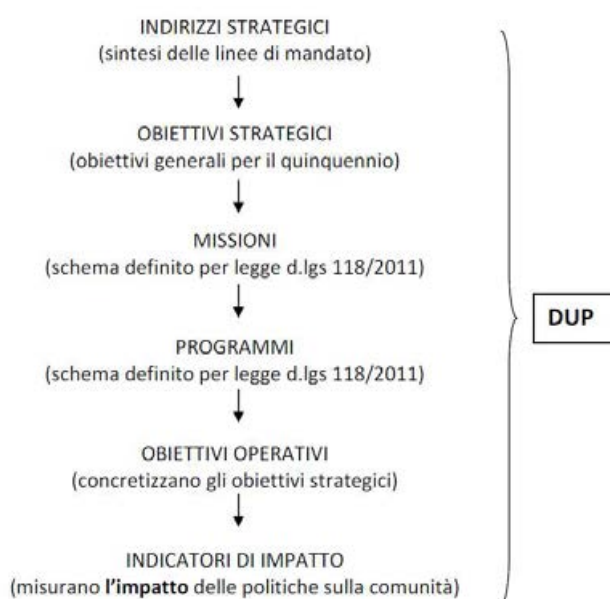 INDIRIZZI STRATEGICI
(sintesi delle linee di mandato)
OBIETTIVI STRATEGICI
(obiettivi generali per il quinquennio)
MISSIONI
(schema definito per legge d.lgs 118/2011)
DUP
PROGRAMMI
(schema definito per legge d.lgs 118/2011)
OBIETTIVI OPERATIVI
(concretizzano gli obiettivi strategici)
INDICATORI DI IMPATTO
(misurano l'impatto delle politiche sulla comunità)